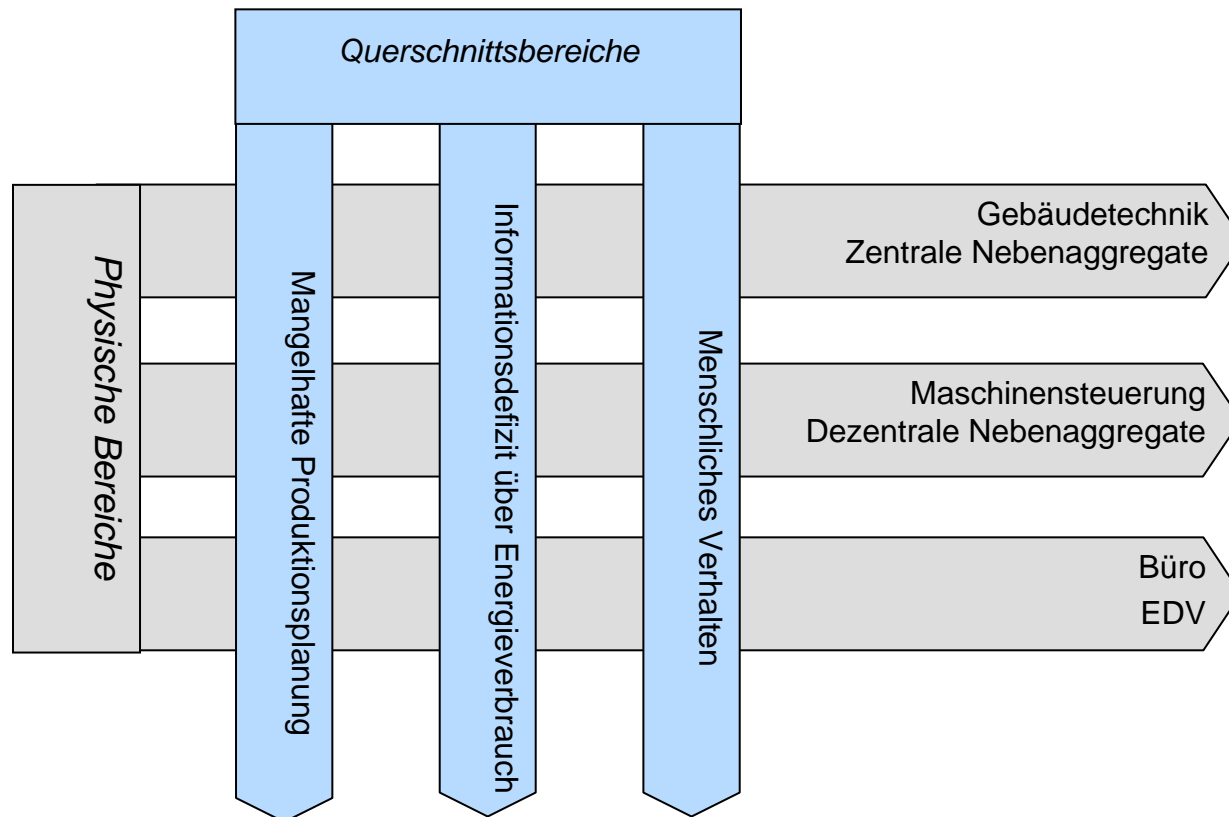 Querschnittsbereiche
Physische Bereiche
Mangelhafte Produktionsplanung
Informationsdefizit über Energieverbrauch
Menschliches Verhalten
Gebäudetechnik
Zentrale Nebenaggregate
Maschinensteuerung
Dezentrale Nebenaggregate
Büro
EDV